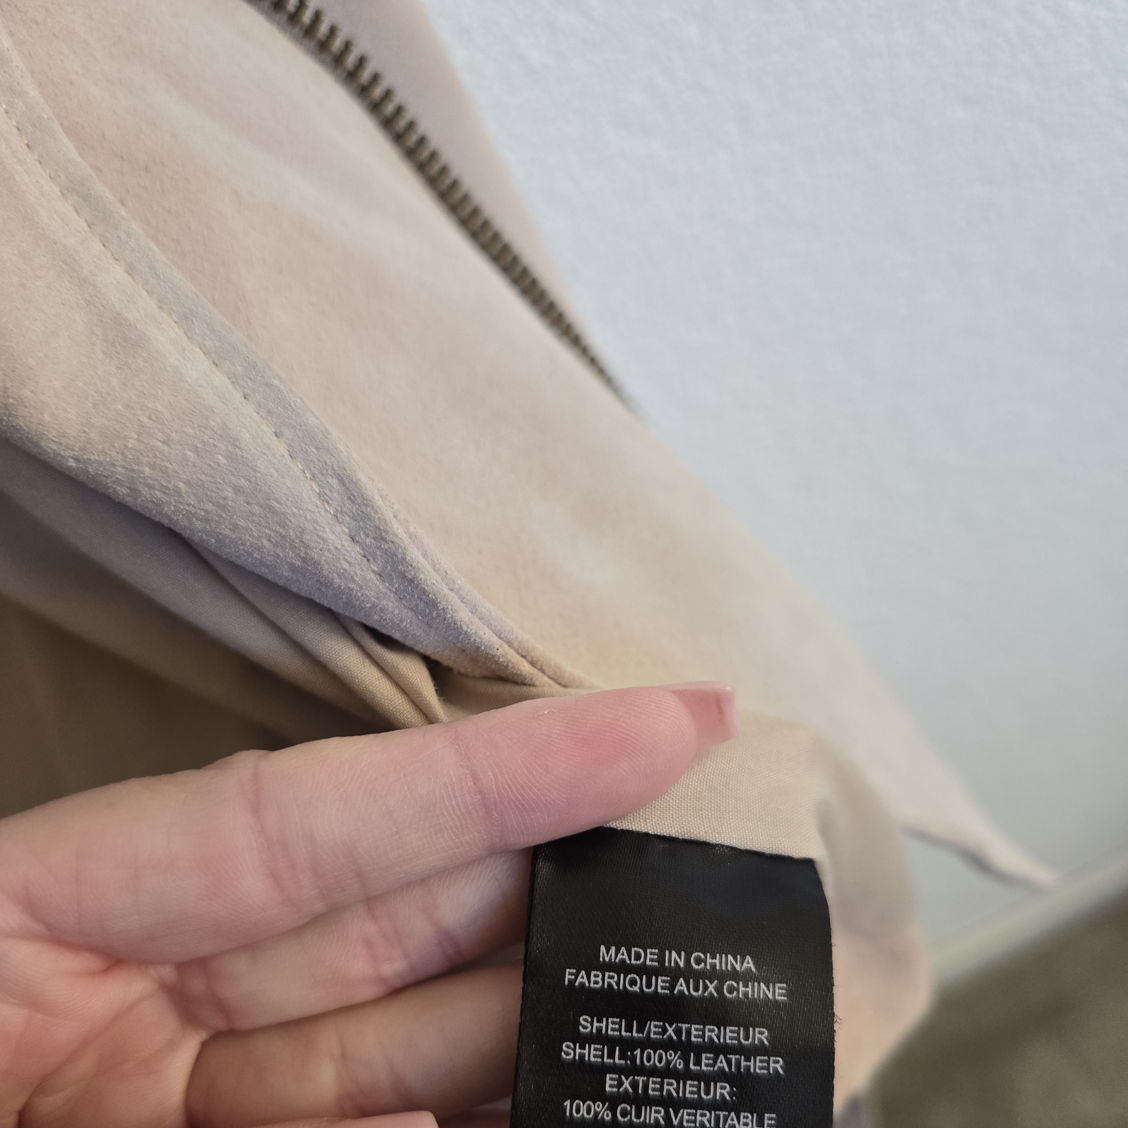 MADE IN CHINA
FABRIQUE AUX CHINE
SHELL/EXTERIEUR
SHELL:100% LEATHER
EXTERIEUR:
100% CUIR VERITABLE